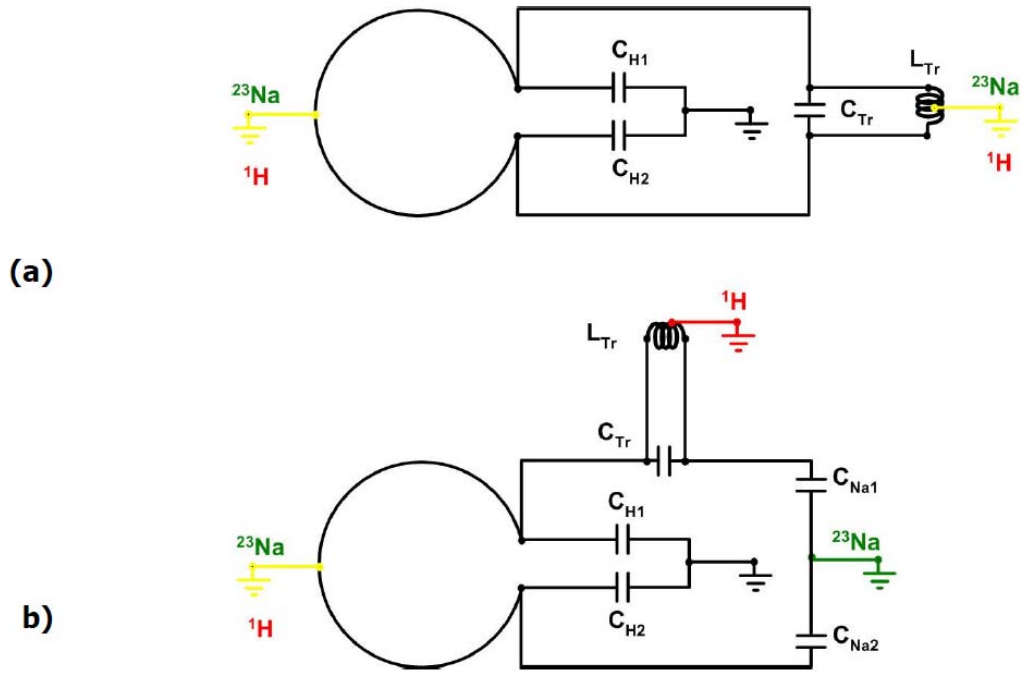 C_H1
L_Tr
²³Na
²³Na
C_Tr
C_H2
¹H
¹H
(a)
¹H
L_Tr
C_Tr
C_Na1
C_H1
²³Na
²³Na
C_H2
¹H
b)
C_Na2